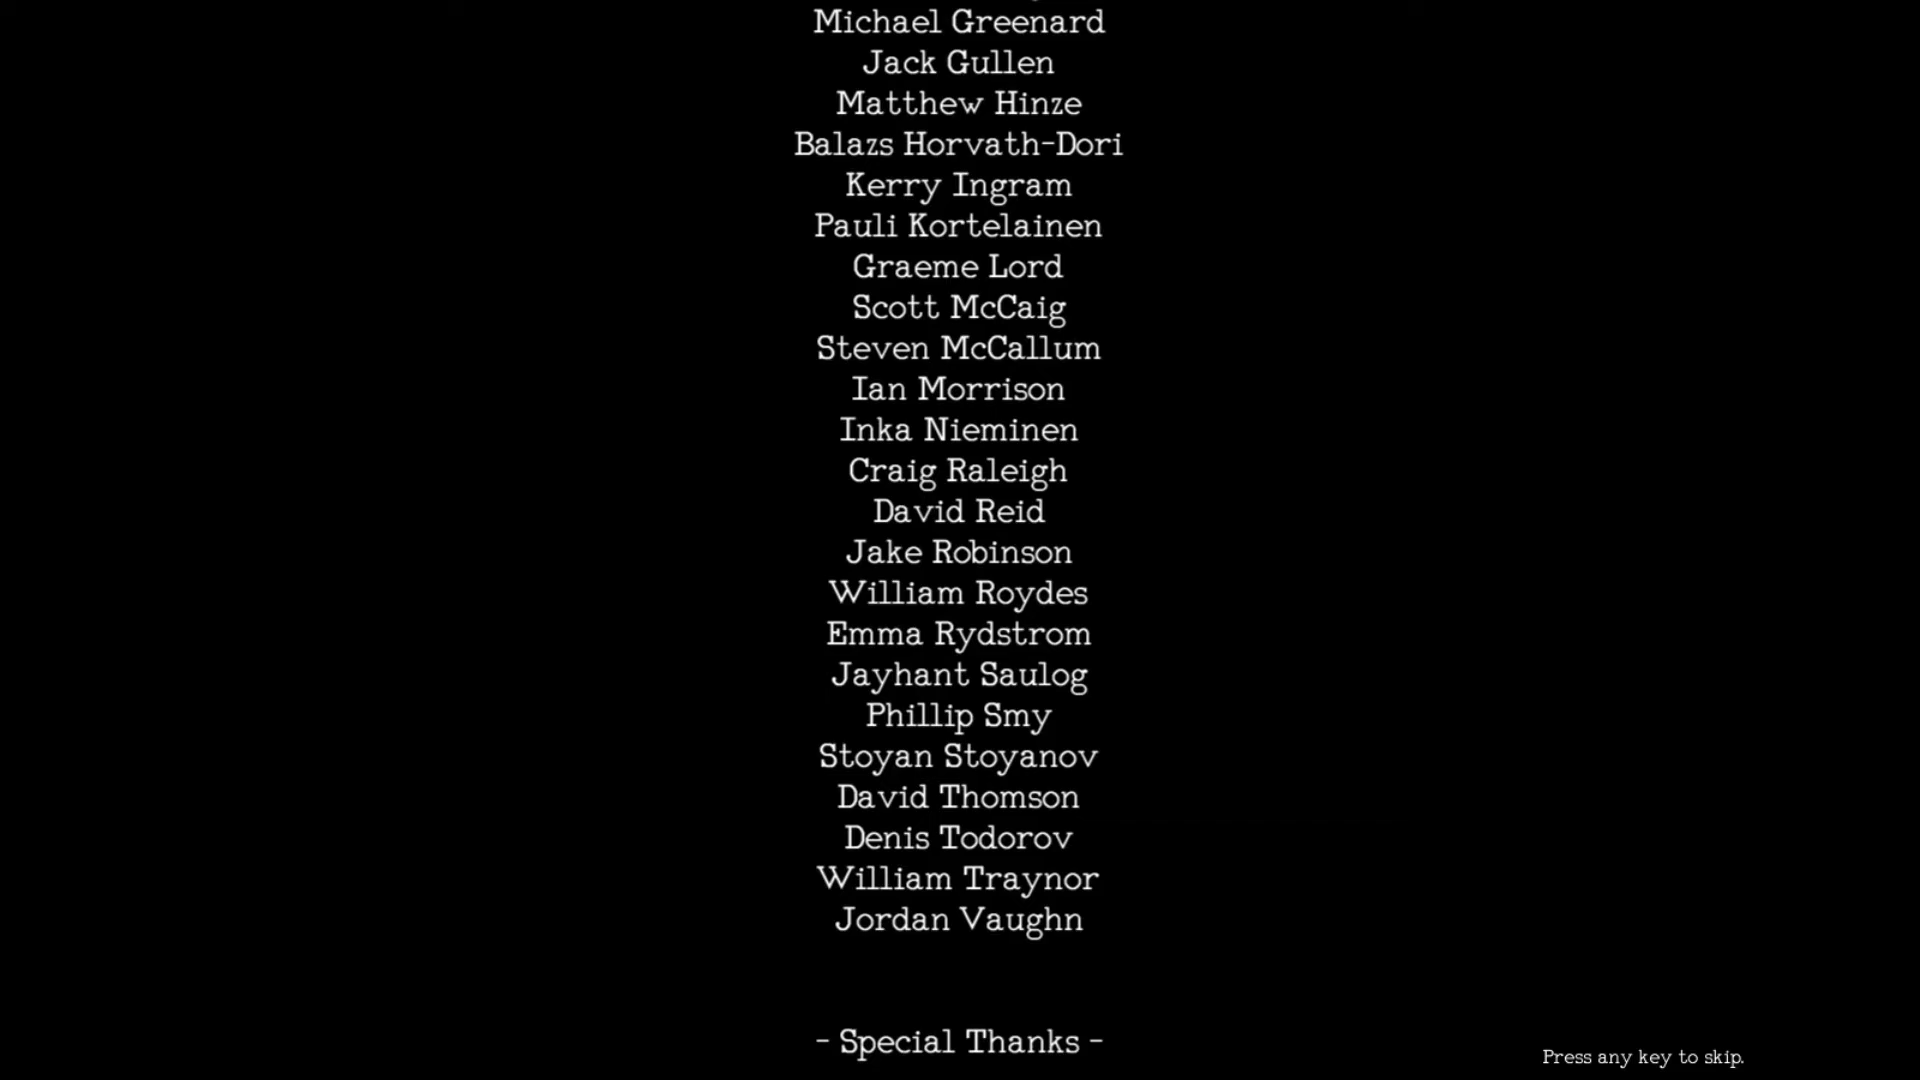 Michael Greenard
Jack Gullen
Matthew Hinze
Balazs Horvath-Dori
Kerry Ingram
Pauli Kortelainen
Graeme Lord
Scott McCaig
Steven McCallum
Ian Morrison
Inka Nieminen
Craig Raleigh
David Reid
Jake Robinson
William Roydes
Emma Rydstrom
Jayhant Saulog
Phillip Smy
Stoyan Stoyanov
David Thomson
Denis Todorov
William Traynor
Jordan Vaughn
- Special Thanks -
Press any key to skip.